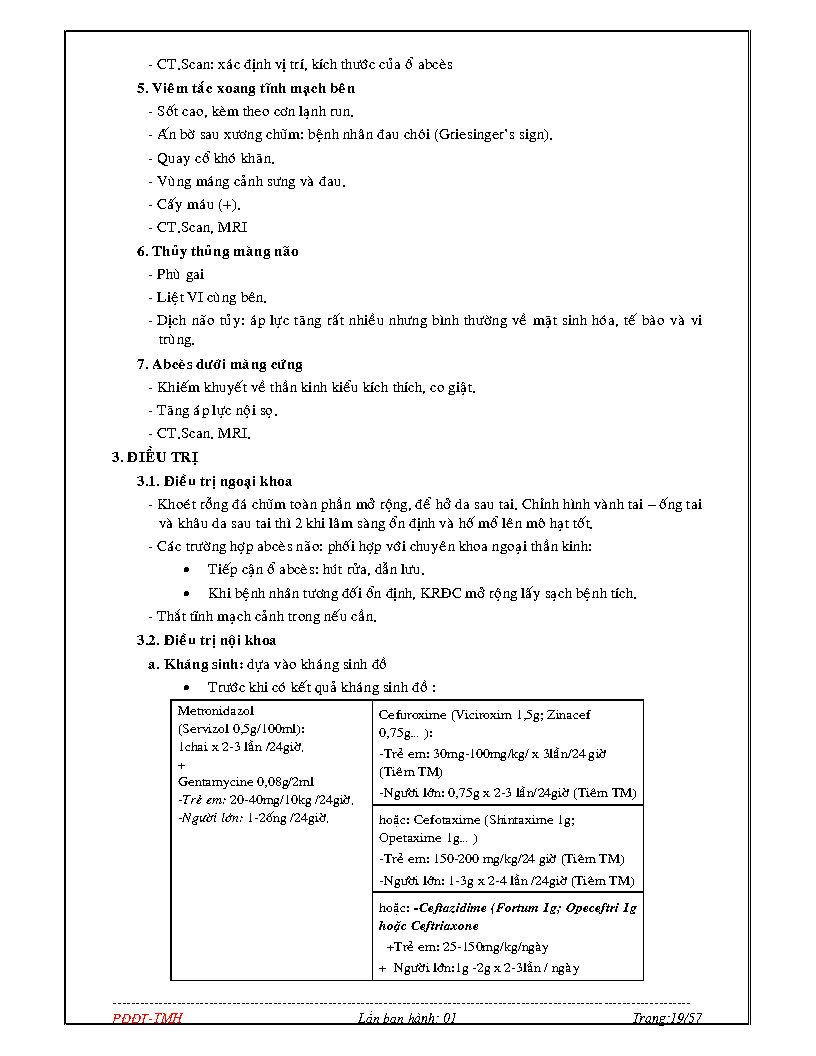 - CT.Scan: xác định vị trí, kích thước của ổ abcès
5. Viêm tắc xoang tĩnh mạch bên
- Sốt cao, kèm theo cơn lạnh run.
- Ấn bờ sau xương chũm: bệnh nhân đau chói (Griesinger's sign).
- Quay cổ khó khăn.
- Vùng máng cảnh sưng và đau.
- Cấy máu (+).
- CT.Scan, MRI
6. Thủy thủng màng não
- Phù gai
- Liệt VI cùng bên.
- Dịch não tủy: áp lực tăng rất nhiều nhưng bình thường về mặt sinh hóa, tế bào và vi
trùng.
7. Abcès dưới màng cứng
- Khiếm khuyết về thần kinh kiểu kích thích, co giật.
- Tăng áp lực nội sọ.
- CT.Scan. MRI.
3. ĐIỀU TRỊ
3.1. Điều trị ngoại khoa
- Khoét rỗng đá chũm toàn phần mở rộng, để hở da sau tai. Chỉnh hình vành tai – ống tai
và khâu da sau tai thì 2 khi lâm sàng ổn định và hố mổ lên mô hạt tốt.
- Các trường hợp abcès não: phối hợp với chuyên khoa ngoại thần kinh:
• Tiếp cận ổ abcès: hút rửa, dẫn lưu.
• Khi bệnh nhân tương đối ổn định, KRĐC mở rộng lấy sạch bệnh tích.
- Thắt tĩnh mạch cảnh trong nếu cần.
3.2. Điều trị nội khoa
a. Kháng sinh: dựa vào kháng sinh đồ
• Trước khi có kết quả kháng sinh đồ :
Metronidazol
(Servizol 0,5g/100ml):
1chai x 2-3 lần /24giờ.
+
Gentamycine 0,08g/2ml
-Trẻ em: 20-40mg/10kg /24giờ.
-Người lớn: 1-2ống /24giờ.
Cefuroxime (Viciroxim 1,5g; Zinacef
0,75g... ):
-Trẻ em: 30mg-100mg/kg/ x 3lần/24 giờ
(Tiêm TM)
-Người lớn: 0,75g x 2-3 lần/24giờ (Tiêm TM)
hoặc: Cefotaxime (Shintaxime 1g;
Opetaxime 1g... )
-Trẻ em: 150-200 mg/kg/24 giờ (Tiêm TM)
-Người lớn: 1-3g x 2-4 lần /24giờ (Tiêm TM)
hoặc: -Ceftazidime (Fortum 1g; Opeceftri 1g
hoặc Ceftriaxone
+Trẻ em: 25-150mg/kg/ngày
+ Người lớn:1g -2g x 2-3lần / ngày
PĐĐT-TMH Lần ban hành: 01 Trang:19/57